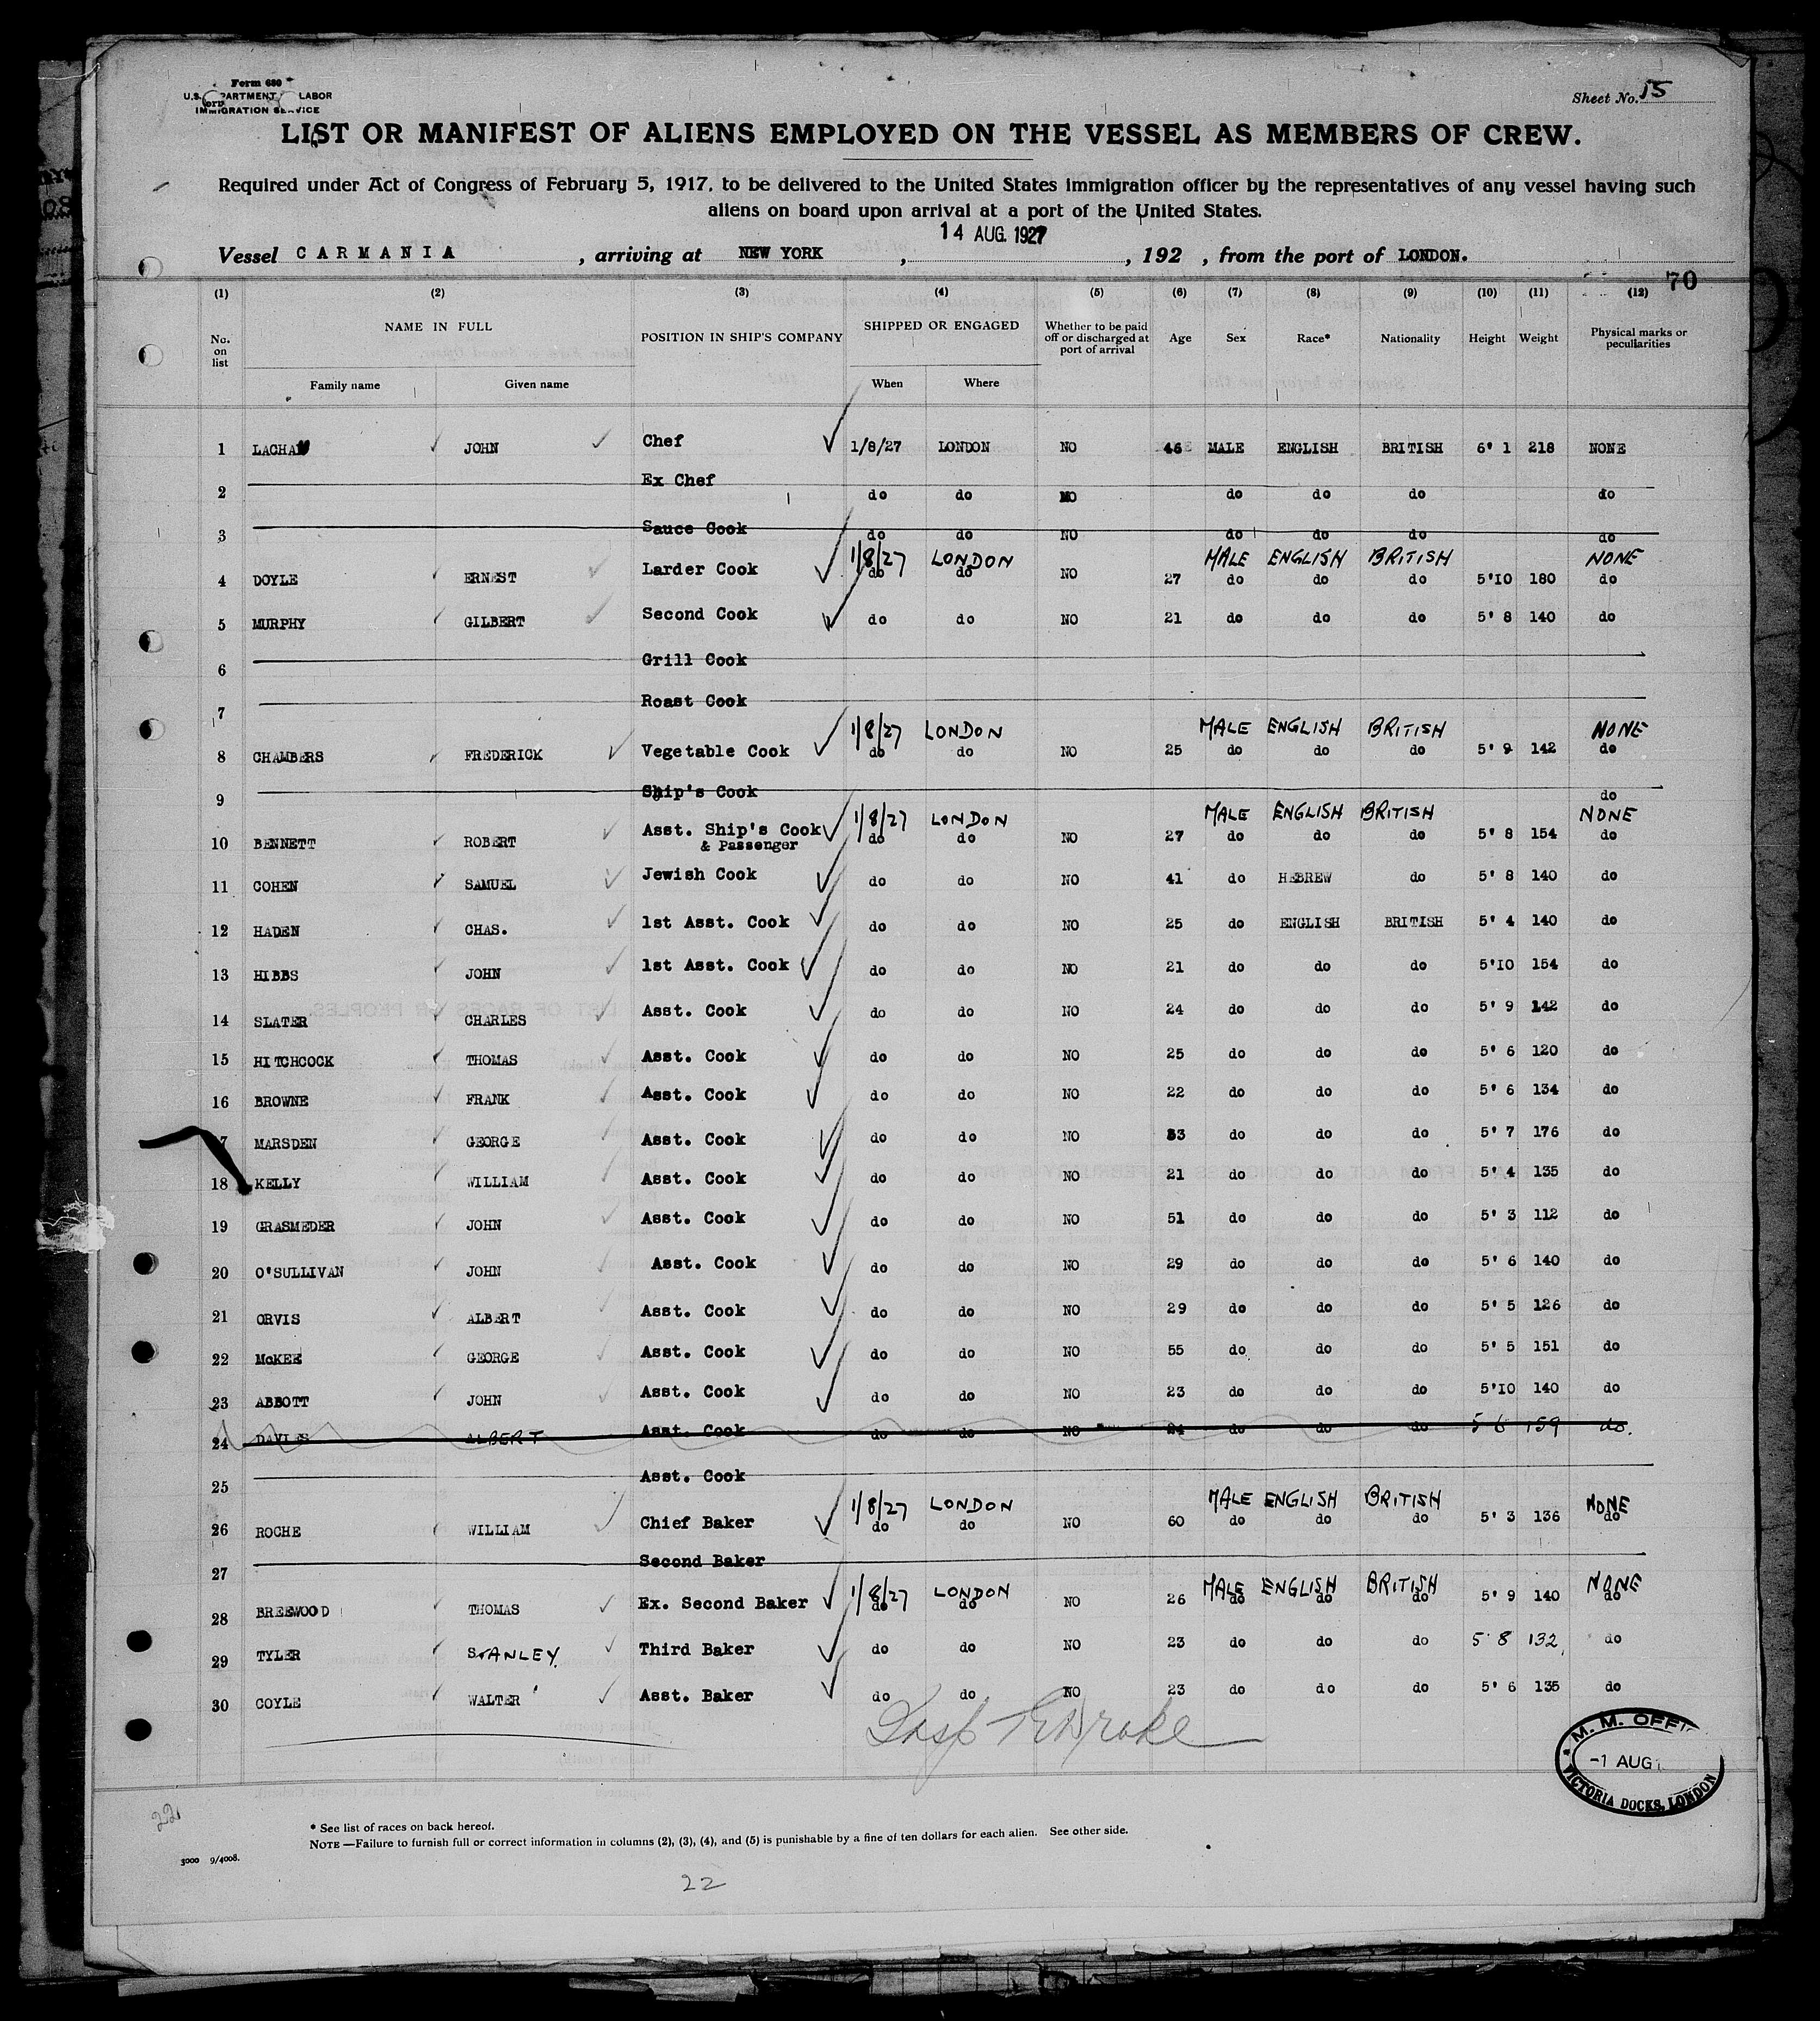 Form 680
U.S. DEPARTMENT LABOR
IMMIGRATION SERVICE
Sheet No. 15
LIST OR MANIFEST OF ALIENS EMPLOYED ON THE VESSEL AS MEMBERS OF CREW.
Required under Act of Congress of February 5, 1917, to be delivered to the United States immigration officer by the representatives of any vessel having such
aliens on board upon arrival at a port of the United States.
14 AUG. 1927
Vessel CARMANIA, arriving at NEW YORK, , 192 , from the port of LONDON.
70
(1) (2) (3) (4) (5) (6) (7) (8) (9) (10) (11) (12)
No. on list NAME IN FULL Family name Given name POSITION IN SHIP'S COMPANY SHIPPED OR ENGAGED When Where Whether to be paid off or discharged at port of arrival Age Sex Race* Nationality Height Weight Physical marks or peculiarities
1 LACHAM JOHN Chef 1/8/27 LONDON NO 46 MALE ENGLISH BRITISH 6' 1 218 NONE
2 Ex Chef do do NO do do do do
3 Sauce Cook do do NO do do do do
1/8/27 LONDON MALE ENGLISH BRITISH NONE
4 DOYLE ERNEST Larder Cook do do NO 27 do do do 5'10 180 do
5 MURPHY GILBERT Second Cook do do NO 21 do do do 5' 8 140 do
6 Grill Cook
7 Roast Cook
1/8/27 LONDON MALE ENGLISH BRITISH NONE
8 CHAMBERS FREDERICK Vegetable Cook do do NO 25 do do do 5' 9 142 do
9 Ship's Cook do
1/8/27 LONDON MALE ENGLISH BRITISH NONE
10 BENNETT ROBERT Asst. Ship's Cook & Passenger do do NO 27 do do do 5' 8 154 do
11 COHEN SAMUEL Jewish Cook do do NO 41 do HEBREW do 5' 8 140 do
12 HADEN CHAS. 1st Asst. Cook do do NO 25 do ENGLISH BRITISH 5' 4 140 do
13 HIBBS JOHN 1st Asst. Cook do do NO 21 do do do 5'10 154 do
14 SLATER CHARLES Asst. Cook do do NO 24 do do do 5' 9 142 do
15 HITCHCOCK THOMAS Asst. Cook do do NO 25 do do do 5' 6 120 do
16 BROWNE FRANK Asst. Cook do do NO 22 do do do 5' 6 134 do
17 MARSDEN GEORGE Asst. Cook do do NO 33 do do do 5' 7 176 do
18 KELLY WILLIAM Asst. Cook do do NO 21 do do do 5' 4 135 do
19 GRASMEDER JOHN Asst. Cook do do NO 51 do do do 5' 3 112 do
20 O'SULLIVAN JOHN Asst. Cook do do NO 29 do do do 5' 6 140 do
21 ORVIS ALBERT Asst. Cook do do NO 29 do do do 5' 5 126 do
22 McKEE GEORGE Asst. Cook do do NO 55 do do do 5' 5 151 do
23 ABBOTT JOHN Asst. Cook do do NO 23 do do do 5'10 140 do
24 DAVIES ALBERT Asst. Cook do do NO 24 do do do 5 6 159 do.
25 Asst. Cook
1/8/27 LONDON MALE ENGLISH BRITISH NONE
26 ROCHE WILLIAM Chief Baker do do NO 60 do do do 5' 3 136 do
27 Second Baker
1/8/27 LONDON MALE ENGLISH BRITISH NONE
28 BREEWOOD THOMAS Ex. Second Baker do do NO 26 do do do 5' 9 140 do
29 TYLER STANLEY Third Baker do do NO 23 do do do 5 8 132 do
30 COYLE WALTER Asst. Baker do do NO 23 do do do 5' 6 135 do
M. M. OFFI
-1 AUG
VICTORIA DOCKS, LONDON
22
* See list of races on back hereof.
NOTE —Failure to furnish full or correct information in columns (2), (3), (4), and (5) is punishable by a fine of ten dollars for each alien. See other side.
3000 9/4008.
22